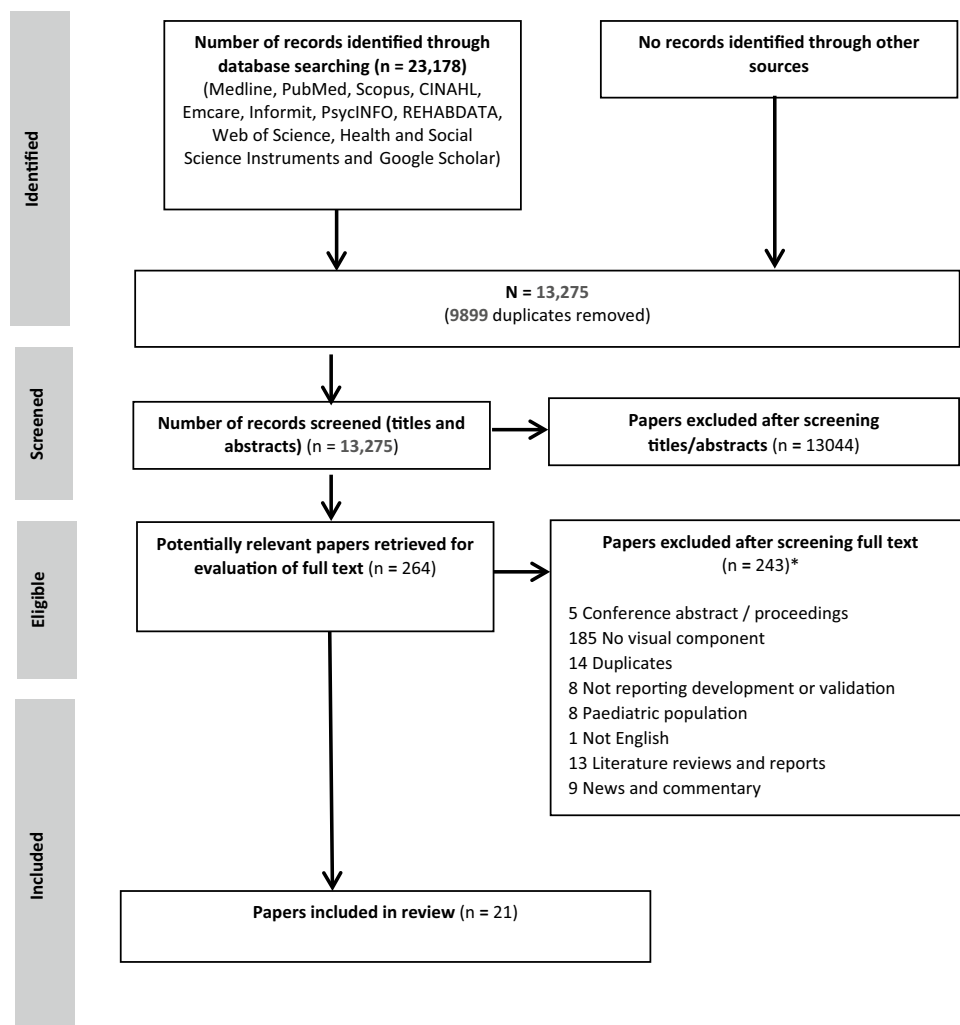 Identified
Number of records identified through
database searching (n = 23,178)
(Medline, PubMed, Scopus, CINAHL,
Emcare, Informit, PsycINFO, REHABDATA,
Web of Science, Health and Social
Science Instruments and Google Scholar)
No records identified through other
sources
N = 13,275
(9899 duplicates removed)
Screened
Number of records screened (titles and
abstracts) (n = 13,275)
Papers excluded after screening
titles/abstracts (n = 13044)
Eligible
Potentially relevant papers retrieved for
evaluation of full text (n = 264)
Papers excluded after screening full text
(n = 243)*
5 Conference abstract / proceedings
185 No visual component
14 Duplicates
8 Not reporting development or validation
8 Paediatric population
1 Not English
13 Literature reviews and reports
9 News and commentary
Included
Papers included in review (n = 21)